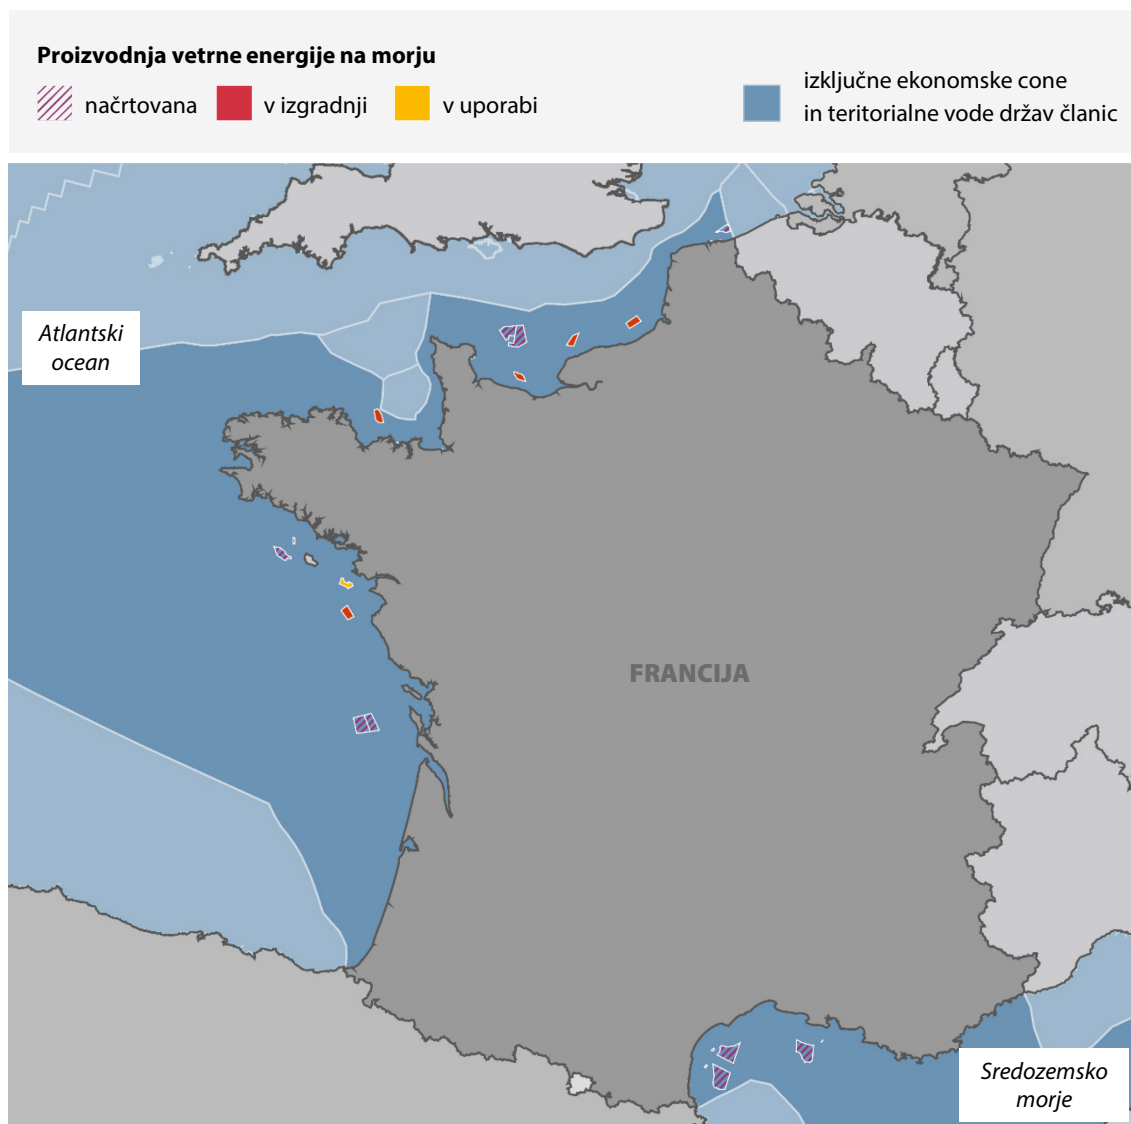 Proizvodnja vetrne energije na morju
načrtovana
v izgradnji
v uporabi
izključne ekonomske cone
in teritorialne vode držav članic
Atlantski
ocean
FRANCIJA
Sredozemsko
morje